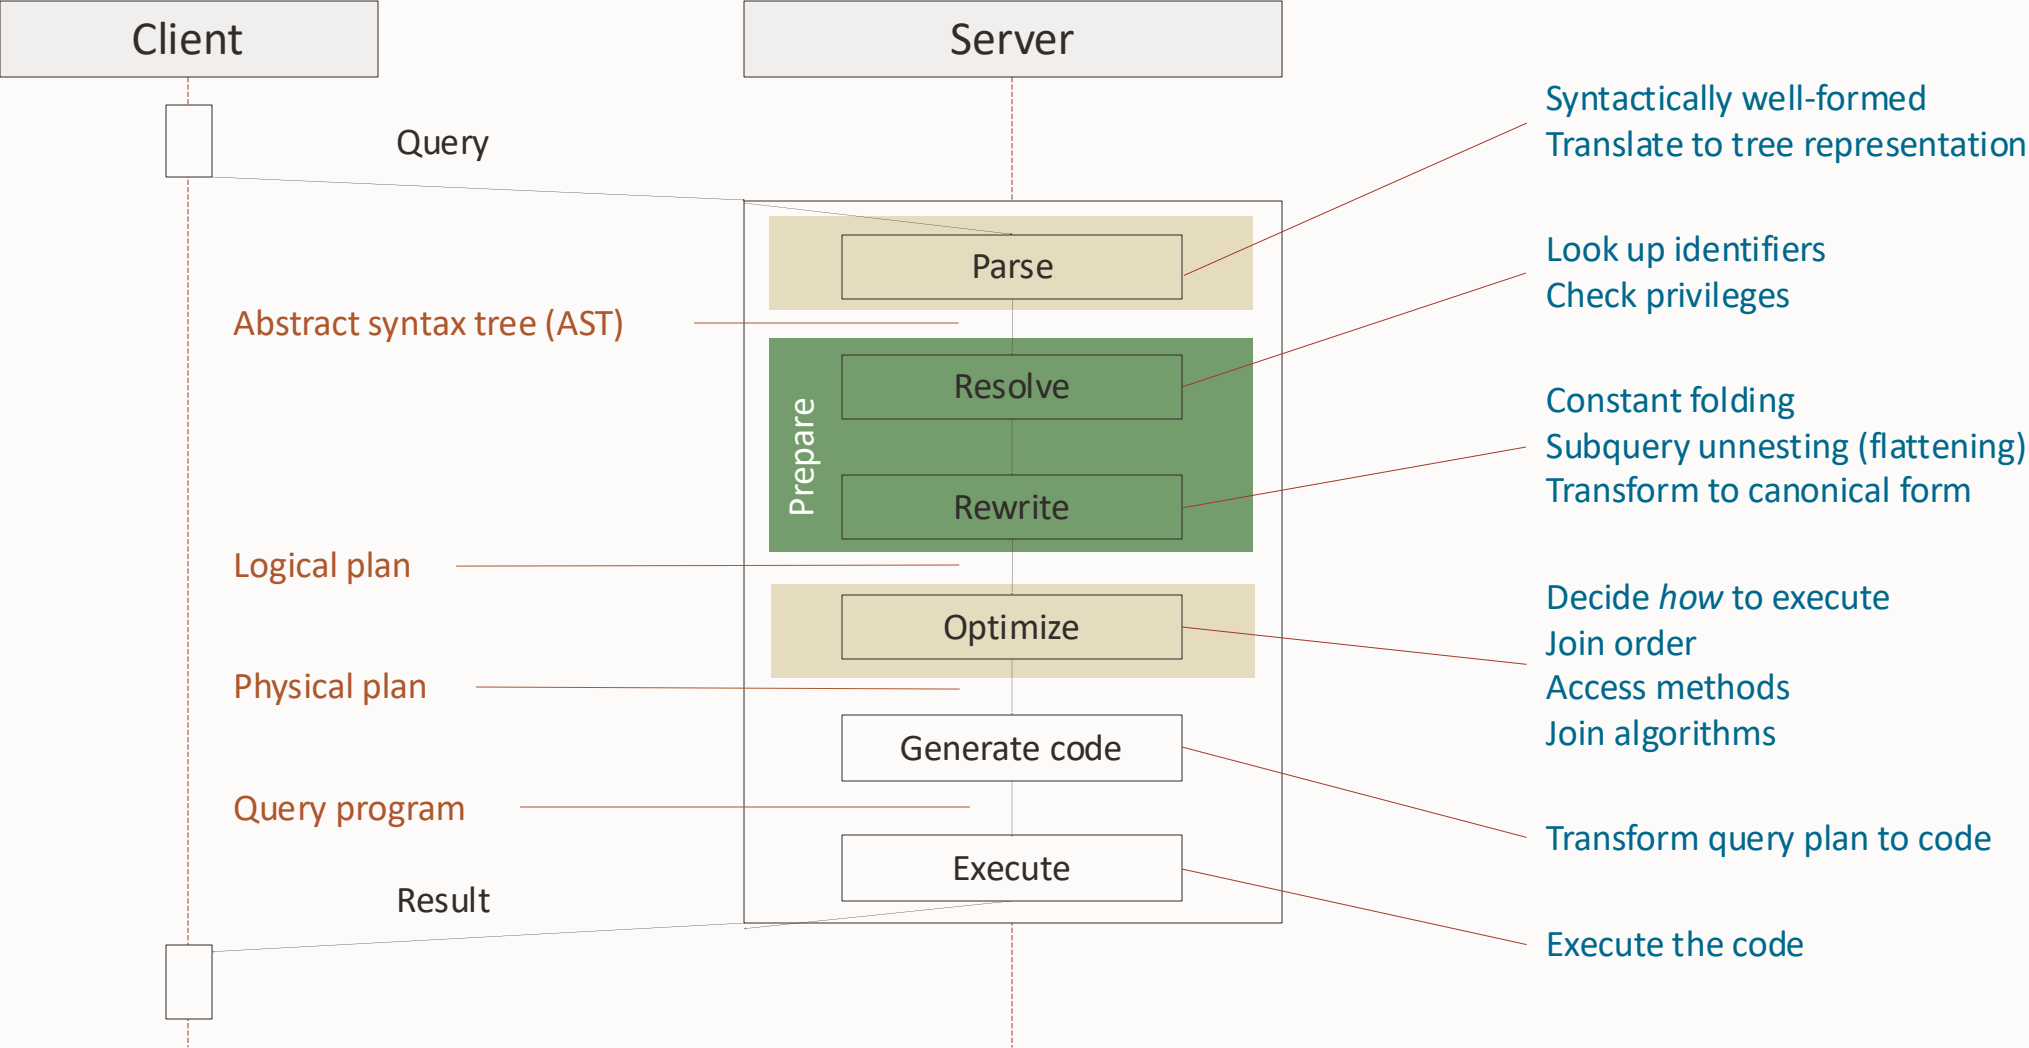 Client
Server
Query
Parse
Syntactically well-formed
Translate to tree representation
Abstract syntax tree (AST)
Prepare
Resolve
Look up identifiers
Check privileges
Rewrite
Constant folding
Subquery unnesting (flattening)
Transform to canonical form
Logical plan
Optimize
Decide how to execute
Join order
Access methods
Join algorithms
Physical plan
Generate code
Transform query plan to code
Query program
Execute
Execute the code
Result